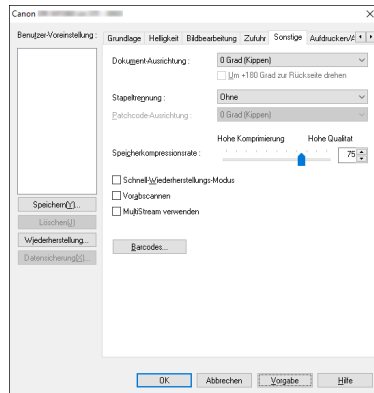 Canon
Benutzer-Voreinstellung :
Grundlage Helligkeit Bildbearbeitung Zufuhr Sonstige Aufdrucken/A
Dokument-Ausrichtung : 0 Grad (Kippen)
Um +180 Grad zur Rückseite drehen
Stapeltrennung : Ohne
Patchcode-Ausrichtung : 0 Grad (Kippen)
Hohe Komprimierung Hohe Qualitat
Speicherkompressionsrate : 75
Schnell-Wiederherstellungs-Modus
Vorabscannen
MultiStream verwenden
Speichern(Y)...
Löschen(J)
Wiederherstellung...
Datensicherung(X)...
Barcodes...
OK Abbrechen Vorgabe Hilfe